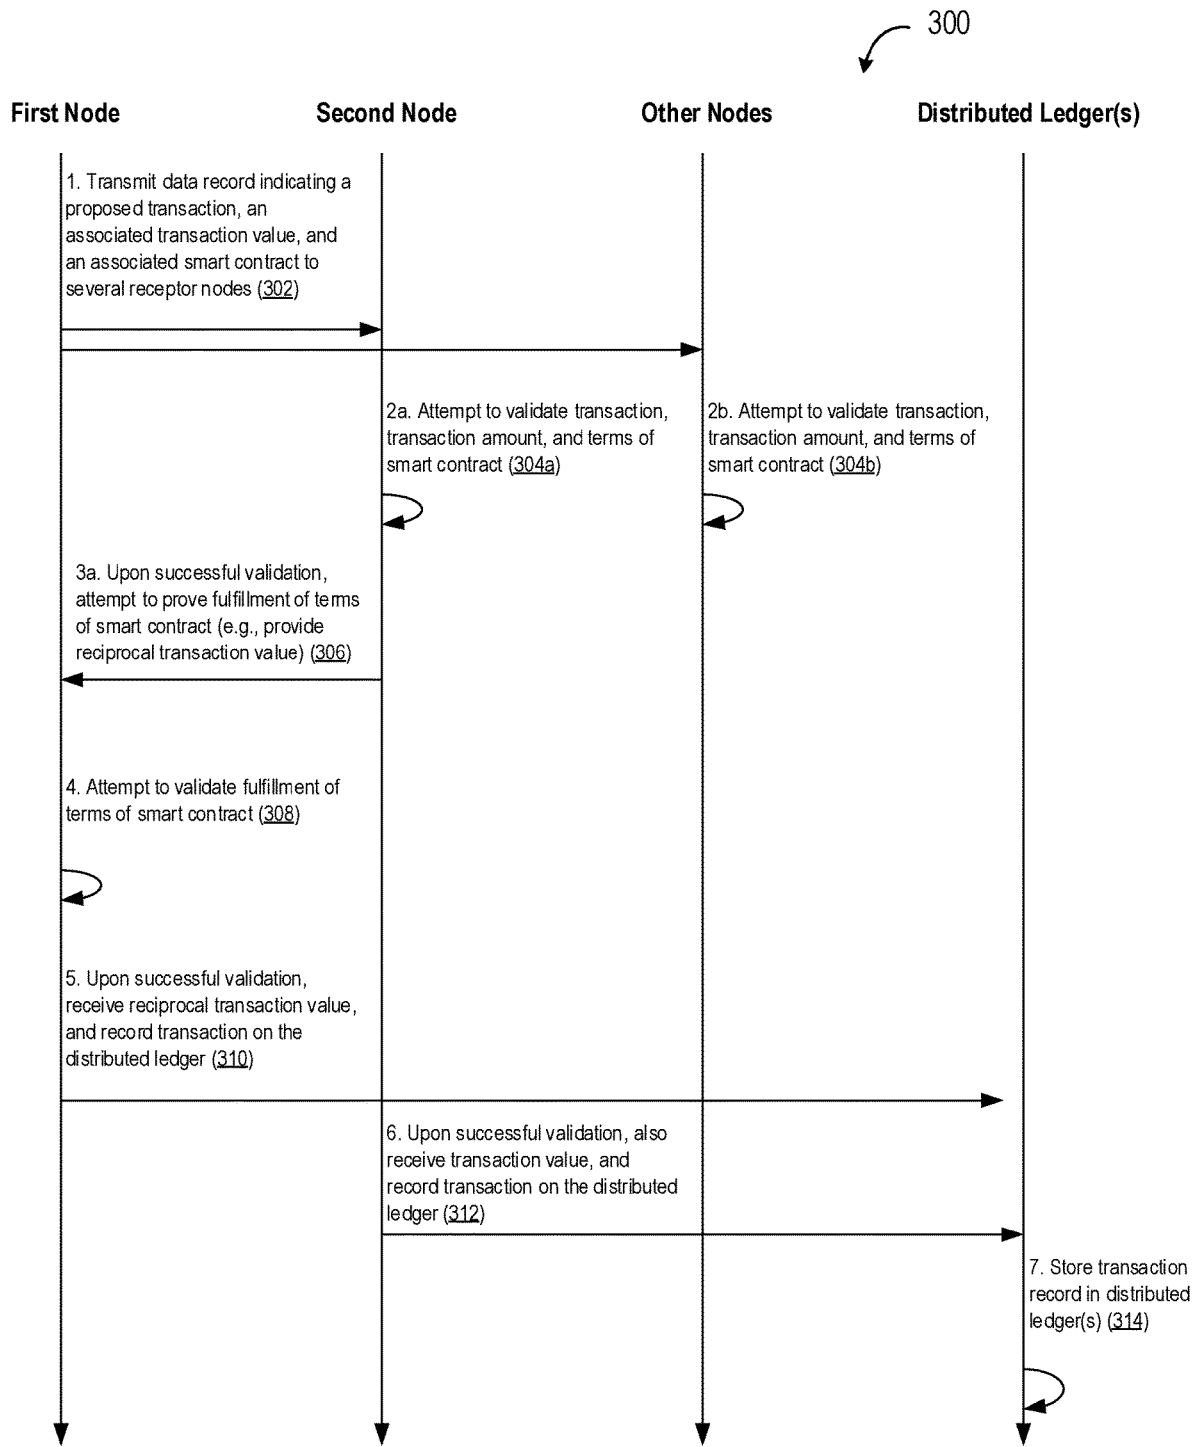 300
First Node
Second Node
Other Nodes
Distributed Ledger(s)
1. Transmit data record indicating a
proposed transaction, an
associated transaction value, and
an associated smart contract to
several receptor nodes (302)
2a. Attempt to validate transaction,
transaction amount, and terms of
smart contract (304a)
2b. Attempt to validate transaction,
transaction amount, and terms of
smart contract (304b)
3a. Upon successful validation,
attempt to prove fulfillment of terms
of smart contract (e.g., provide
reciprocal transaction value) (306)
4. Attempt to validate fulfillment of
terms of smart contract (308)
5. Upon successful validation,
receive reciprocal transaction value,
and record transaction on the
distributed ledger (310)
6. Upon successful validation, also
receive transaction value, and
record transaction on the distributed
ledger (312)
7. Store transaction
record in distributed
ledger(s) (314)